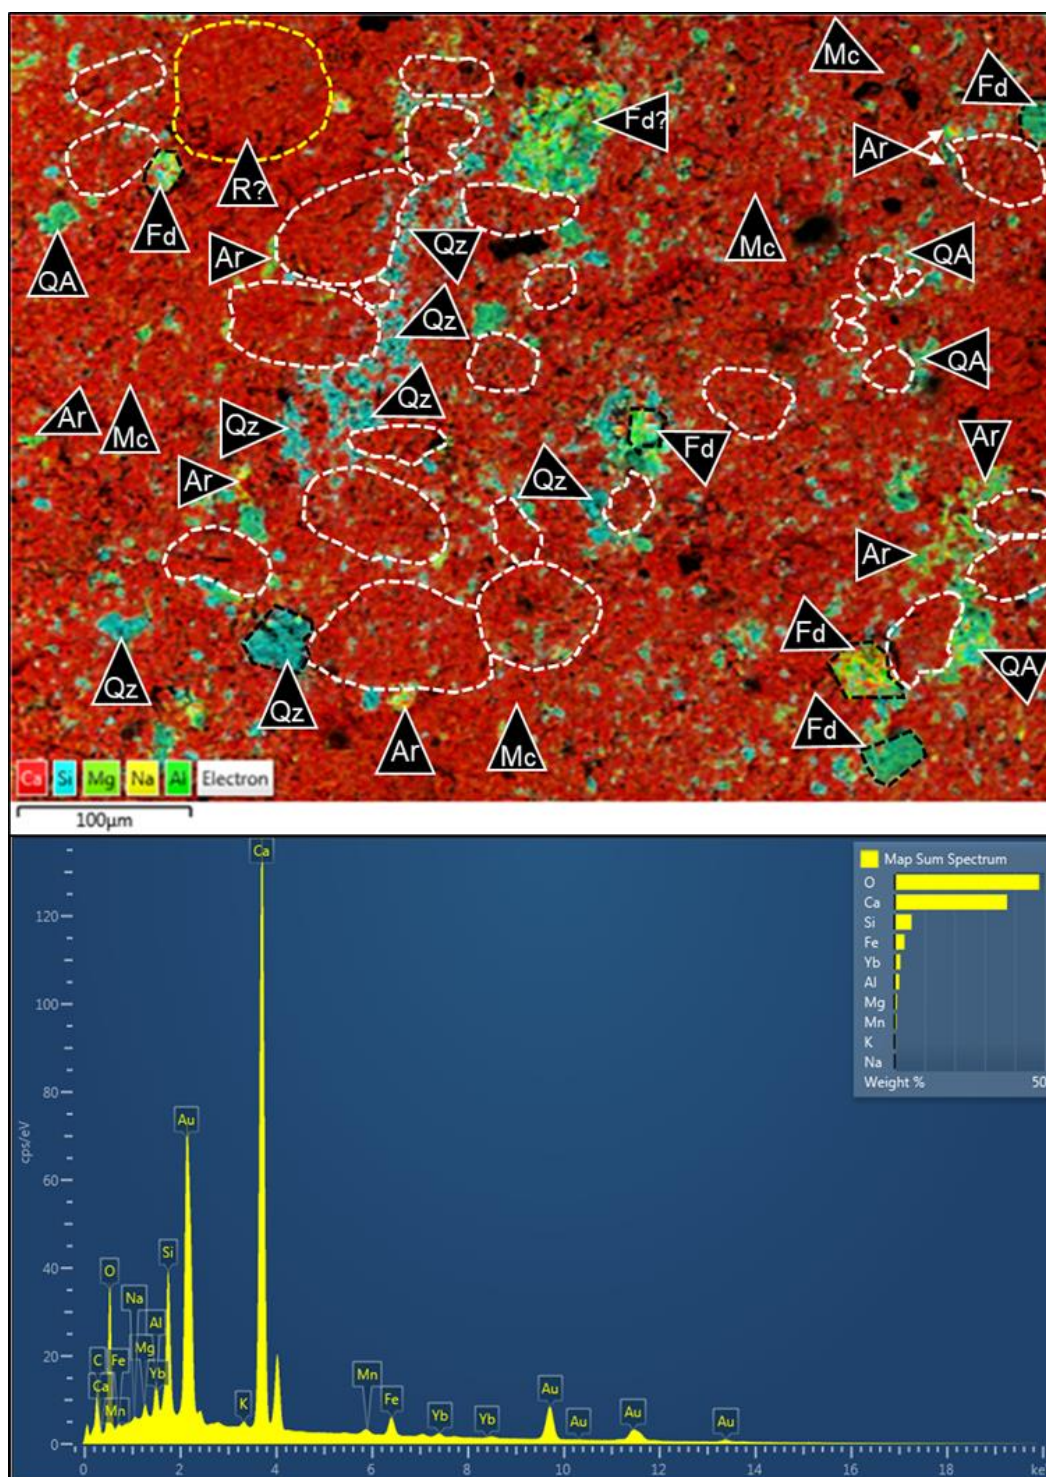 Mc
Fd
Fd?
Ar
R?
Fd
Qz
QA
Ar
Mc
QA
Qz
QA
Ar
Mc
Qz
Qz
Fd
Ar
Ar
Qz
Ar
Fd
Qz
Qz
QA
Fd
Ar
Mc
Ca Si Mg Na Al Electron
100µm
Map Sum Spectrum
O
Ca
Si
Fe
Yb
Al
Mg
Mn
K
Na
Weight % 50
cps/eV
120
100
80
60
40
20
0
Ca
Au
Si
O
Na
Al
Mg
C
Fe
Yb
Ca
Mn
K
Mn
Fe
Yb
Yb
Au
Au
Au
Au
0 2 4 6 8 10 12 14 16 18